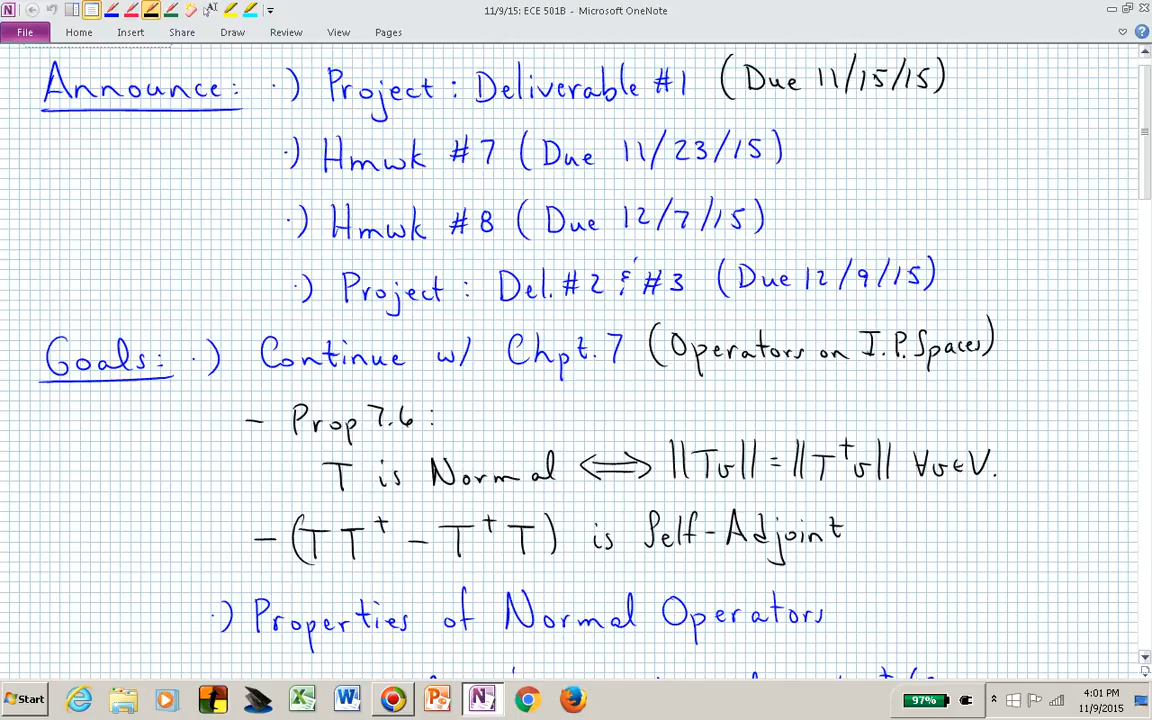 11/9/15: ECE 501B - Microsoft OneNote
File Home Insert Share Draw Review View Pages
Announce: ·) Project : Deliverable #1 (Due 11/15/15)
·) Hmwk #7 (Due 11/23/15)
·) Hmwk #8 (Due 12/7/15)
·) Project : Del. #2 & #3 (Due 12/9/15)
Goals: ·) Continue w/ Chpt. 7 (Operators on I.P. Spaces)
- Prop 7.6 :
T is Normal ⟺ ||Tv|| = ||T†v|| ∀v∈V.
- (TT† - T†T) is Self-Adjoint
·) Properties of Normal Operators
Start
97%
4:01 PM
11/9/2015